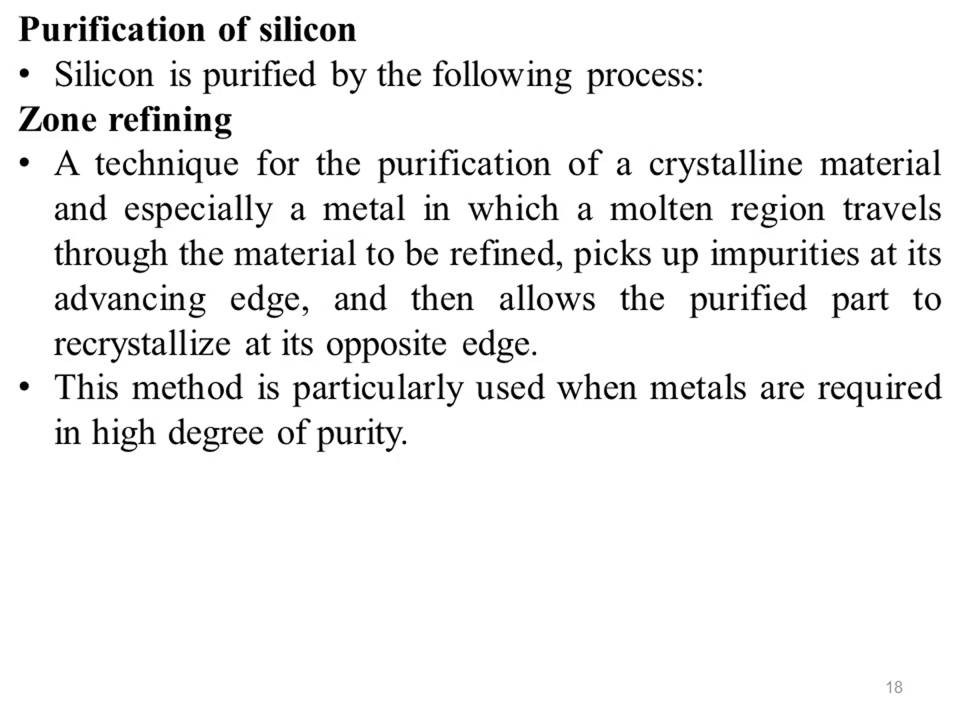 Purification of silicon
• Silicon is purified by the following process:
Zone refining
• A technique for the purification of a crystalline material
and especially a metal in which a molten region travels
through the material to be refined, picks up impurities at its
advancing edge, and then allows the purified part to
recrystallize at its opposite edge.
• This method is particularly used when metals are required
in high degree of purity.
18